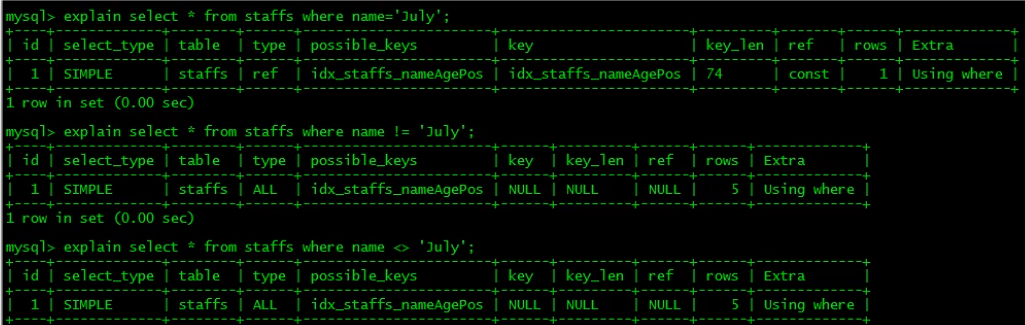 mysql> explain select * from staffs where name='July';
+----+-------------+--------+------+----------------------+----------------------+---------+-------+------+-------------+
| id | select_type | table | type | possible_keys | key | key_len | ref | rows | Extra |
+----+-------------+--------+------+----------------------+----------------------+---------+-------+------+-------------+
| 1 | SIMPLE | staffs | ref | idx_staffs_nameAgePos | idx_staffs_nameAgePos | 74 | const | 1 | Using where |
+----+-------------+--------+------+----------------------+----------------------+---------+-------+------+-------------+
1 row in set (0.00 sec)
mysql> explain select * from staffs where name != 'July';
+----+-------------+--------+------+----------------------+------+---------+------+------+-------------+
| id | select_type | table | type | possible_keys | key | key_len | ref | rows | Extra |
+----+-------------+--------+------+----------------------+------+---------+------+------+-------------+
| 1 | SIMPLE | staffs | ALL | idx_staffs_nameAgePos | NULL | NULL | NULL | 5 | Using where |
+----+-------------+--------+------+----------------------+------+---------+------+------+-------------+
1 row in set (0.00 sec)
mysql> explain select * from staffs where name <> 'July';
+----+-------------+--------+------+----------------------+------+---------+------+------+-------------+
| id | select_type | table | type | possible_keys | key | key_len | ref | rows | Extra |
+----+-------------+--------+------+----------------------+------+---------+------+------+-------------+
| 1 | SIMPLE | staffs | ALL | idx_staffs_nameAgePos | NULL | NULL | NULL | 5 | Using where |
+----+-------------+--------+------+----------------------+------+---------+------+------+-------------+